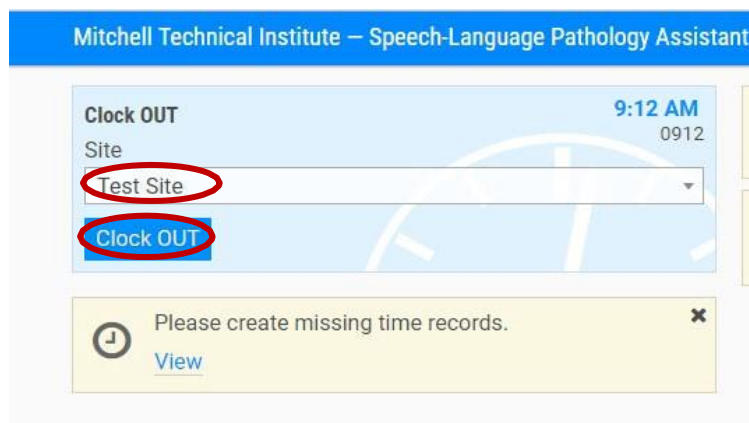 Mitchell Technical Institute — Speech-Language Pathology Assistant
Clock OUT
9:12 AM
0912
Site
Test Site
Clock OUT
Please create missing time records.
View